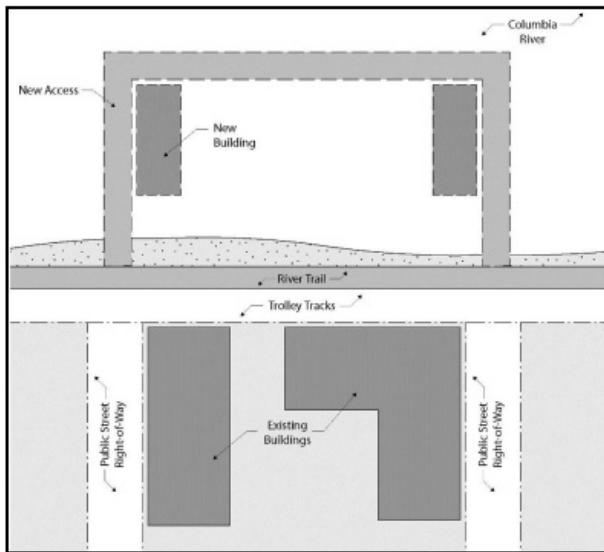 Columbia
River
New Access
New
Building
River Trail
Trolley Tracks
Public Street
Right-of-Way
Existing
Buildings
Public Street
Right-of-Way